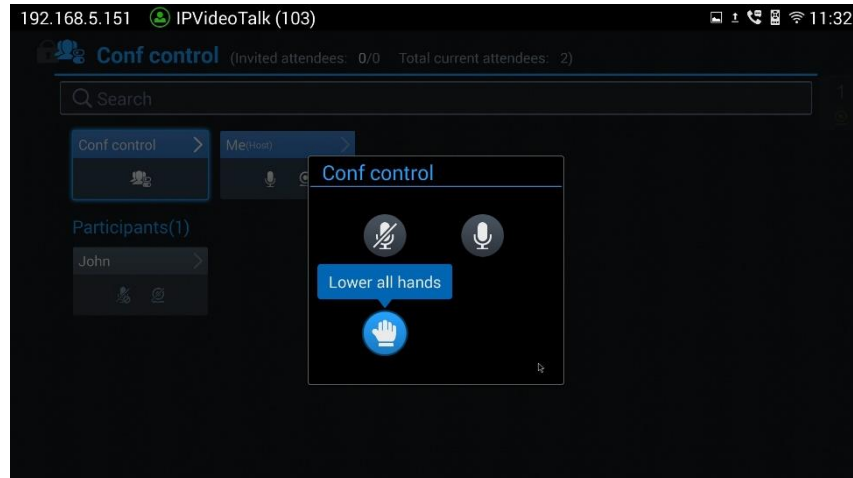 192.168.5.151 IPVideoTalk (103) 11:32
Conf control (Invited attendees: 0/0 Total current attendees: 2)
Search
Conf control Me(Host)
Conf control
Participants(1)
John
Lower all hands